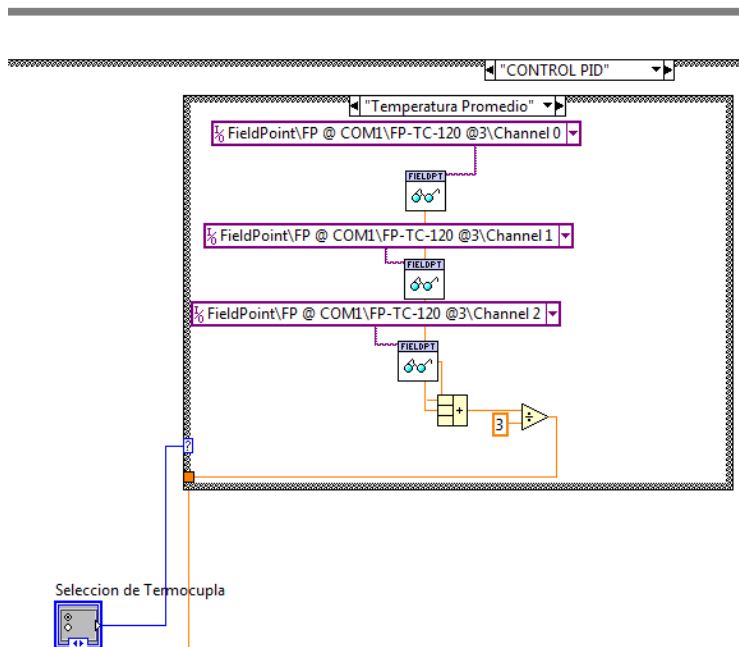 "CONTROL PID"
"Temperatura Promedio"
I/O FieldPoint\FP @ COM1\FP-TC-120 @3\Channel 0
FIELDPT
I/O FieldPoint\FP @ COM1\FP-TC-120 @3\Channel 1
FIELDPT
I/O FieldPoint\FP @ COM1\FP-TC-120 @3\Channel 2
FIELDPT
+
3 ÷
?
Seleccion de Termocupla